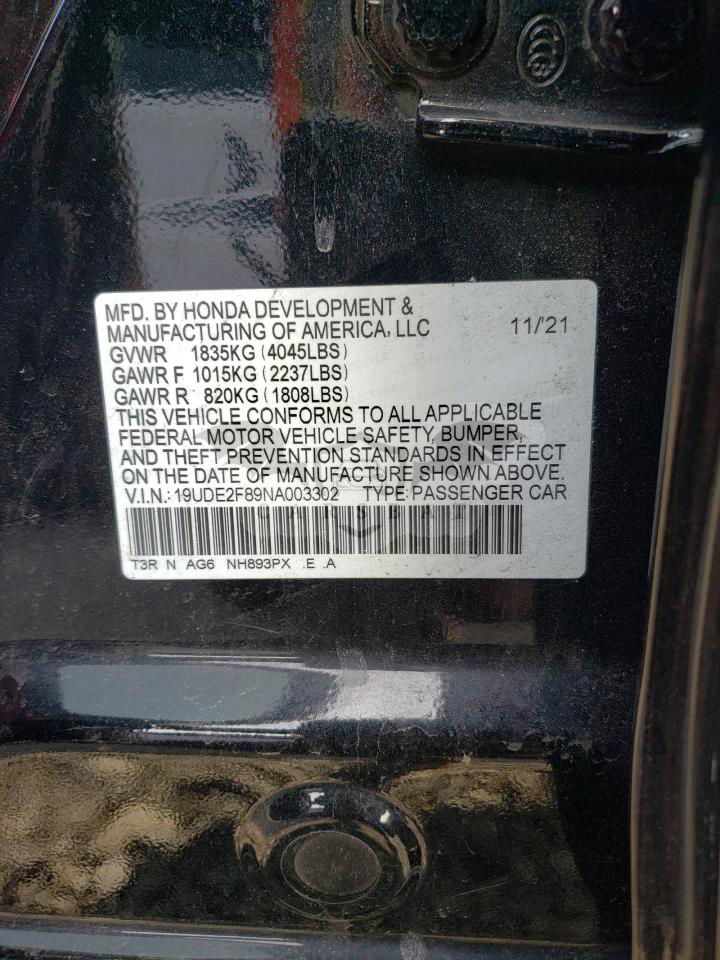 MFD. BY HONDA DEVELOPMENT &
MANUFACTURING OF AMERICA, LLC 11/'21
GVWR 1835KG (4045LBS)
GAWR F 1015KG (2237LBS)
GAWR R 820KG (1808LBS)
THIS VEHICLE CONFORMS TO ALL APPLICABLE
FEDERAL MOTOR VEHICLE SAFETY, BUMPER,
AND THEFT PREVENTION STANDARDS IN EFFECT
ON THE DATE OF MANUFACTURE SHOWN ABOVE.
V.I.N.: 19UDE2F89NA003302 TYPE: PASSENGER CAR
T3R N AG6 NH893PX .E .A